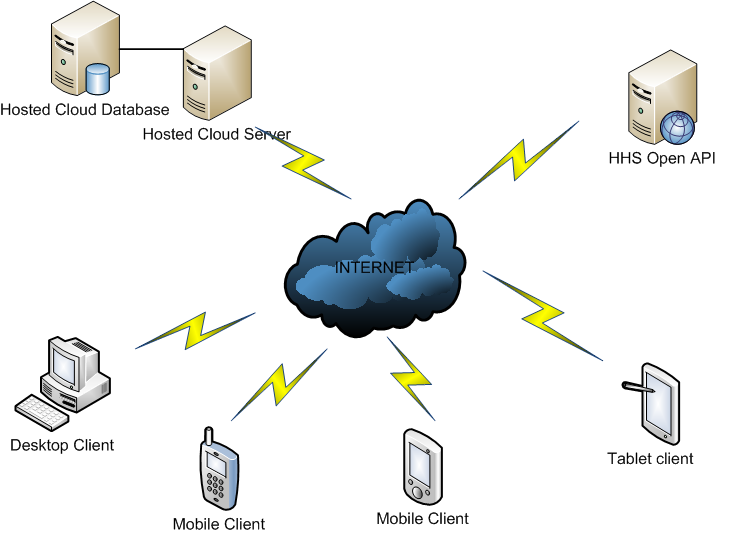 Hosted Cloud Database
Hosted Cloud Server
HHS Open API
INTERNET
Desktop Client
Tablet client
Mobile Client
Mobile Client